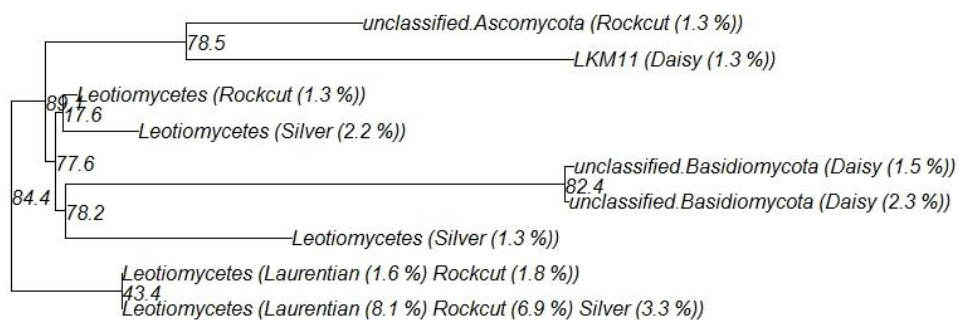 unclassified.Ascomycota (Rockcut (1.3 %))
78.5
LKM11 (Daisy (1.3 %))
Leotiomycetes (Rockcut (1.3 %))
89.1
17.6
Leotiomycetes (Silver (2.2 %))
77.6
unclassified.Basidiomycota (Daisy (1.5 %))
82.4
84.4
unclassified.Basidiomycota (Daisy (2.3 %))
78.2
Leotiomycetes (Silver (1.3 %))
Leotiomycetes (Laurentian (1.6 %) Rockcut (1.8 %))
43.4
Leotiomycetes (Laurentian (8.1 %) Rockcut (6.9 %) Silver (3.3 %))